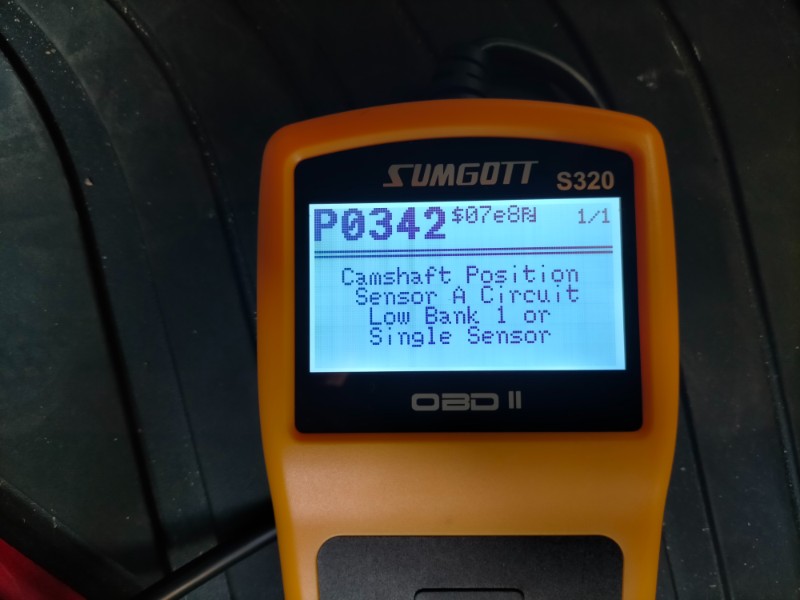 SUMGOTT
S320
P0342 $07e8 1/1
Camshaft Position
Sensor A Circuit
Low Bank 1 or
Single Sensor
OBD II